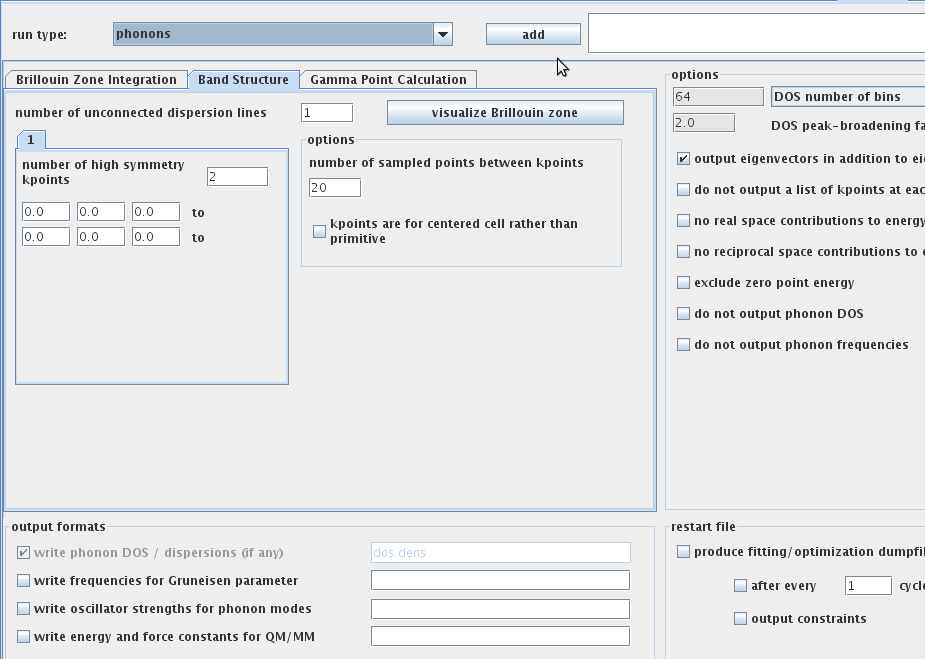 run type: phonons add
Brillouin Zone Integration Band Structure Gamma Point Calculation
number of unconnected dispersion lines 1 visualize Brillouin zone
1
number of high symmetry
kpoints 2
0.0 0.0 0.0 to
0.0 0.0 0.0 to
options
number of sampled points between kpoints
20
kpoints are for centered cell rather than
primitive
options
64 DOS number of bins
2.0 DOS peak-broadening fa
output eigenvectors in addition to ei
do not output a list of kpoints at eac
no real space contributions to energy
no reciprocal space contributions to
exclude zero point energy
do not output phonon DOS
do not output phonon frequencies
output formats
write phonon DOS / dispersions (if any) dos.dens
write frequencies for Gruneisen parameter
write oscillator strengths for phonon modes
write energy and force constants for QM/MM
restart file
produce fitting/optimization dumpfil
after every 1 cycle
output constraints